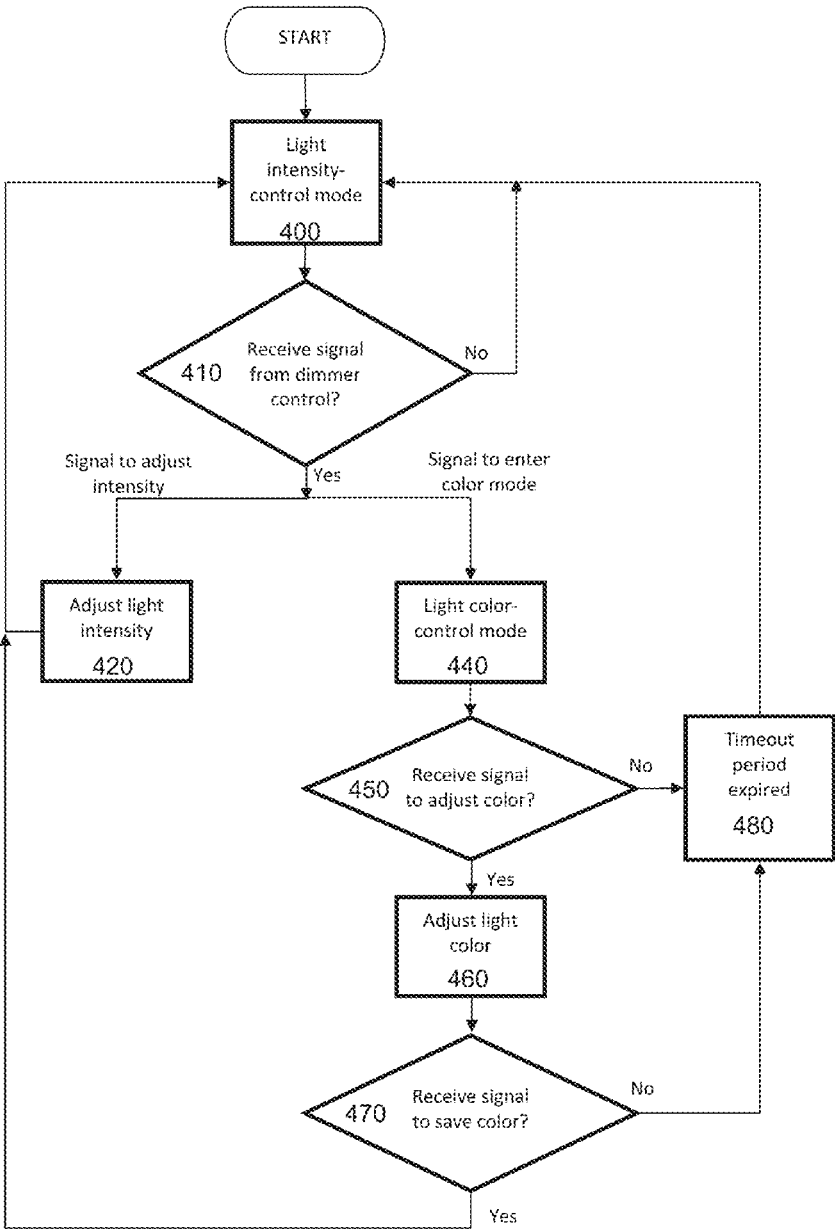 START
Light
intensity-
control mode
400
410
Receive signal
from dimmer
control?
No
Yes
Signal to adjust
intensity
Signal to enter
color mode
Adjust light
intensity
420
Light color-
control mode
440
450
Receive signal
to adjust color?
No
Timeout
period
expired
480
Yes
Adjust light
color
460
470
Receive signal
to save color?
No
Yes